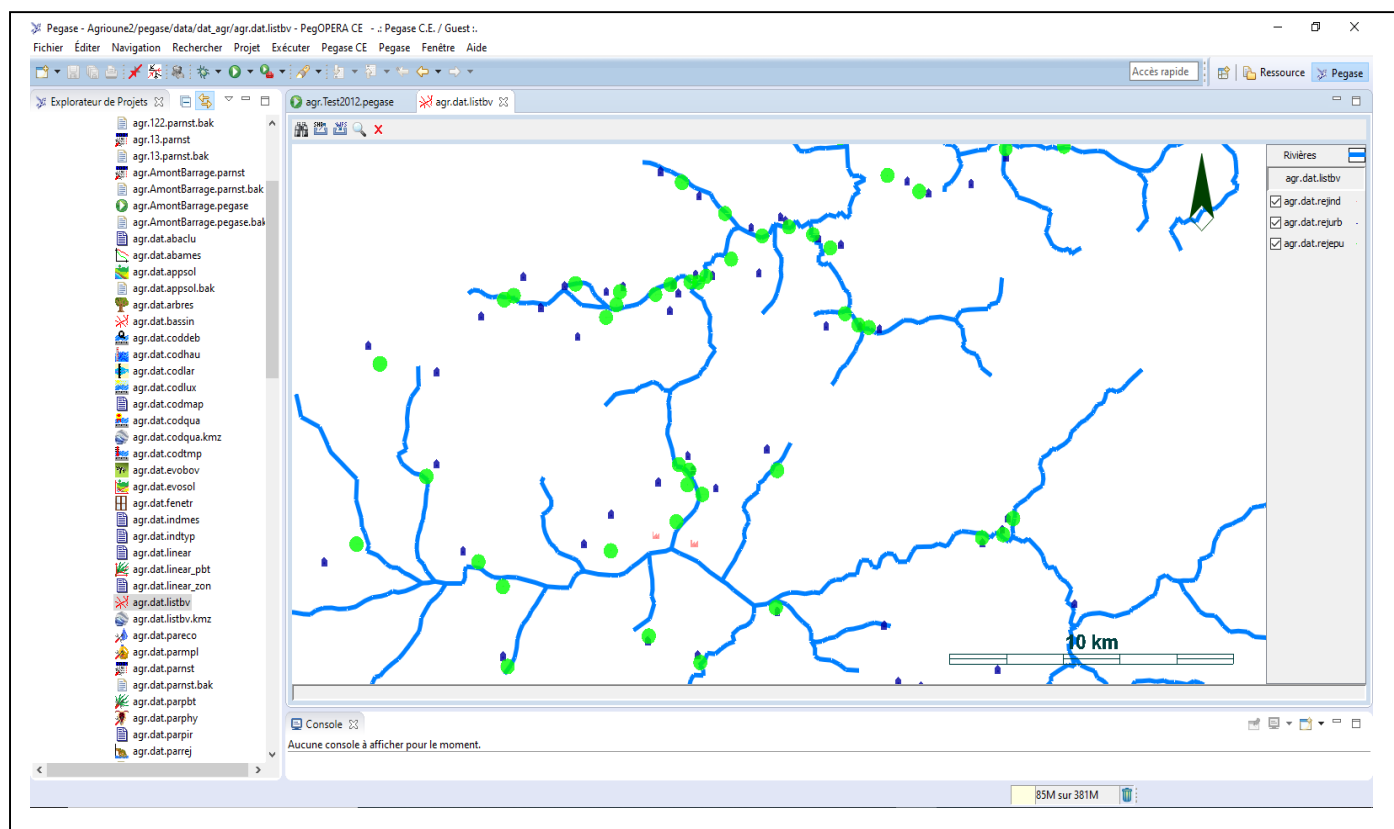 Pegase - Agrioune2/pegase/data/dat_agr/agr.dat.listbv - PegOPERA CE - .: Pegase C.E. / Guest :.
Fichier Éditer Navigation Rechercher Projet Exécuter Pegase CE Pegase Fenêtre Aide
Accès rapide
Ressource
Pegase
Explorateur de Projets
agr.122.parnst.bak
agr.13.parnst
agr.13.parnst.bak
agr.AmontBarrage.parnst
agr.AmontBarrage.parnst.bak
agr.AmontBarrage.pegase
agr.AmontBarrage.pegase.bak
agr.dat.abaclu
agr.dat.abames
agr.dat.appsol
agr.dat.appsol.bak
agr.dat.arbres
agr.dat.bassin
agr.dat.coddeb
agr.dat.codhau
agr.dat.codlar
agr.dat.codlux
agr.dat.codmap
agr.dat.codqua
agr.dat.codqua.kmz
agr.dat.codtmp
agr.dat.evobov
agr.dat.evosol
agr.dat.fenetr
agr.dat.indmes
agr.dat.indtyp
agr.dat.linear
agr.dat.linear_pbt
agr.dat.linear_zon
agr.dat.listbv
agr.dat.listbv.kmz
agr.dat.pareco
agr.dat.parmpl
agr.dat.parnst
agr.dat.parnst.bak
agr.dat.parpbt
agr.dat.parphy
agr.dat.parpir
agr.dat.parrej
agr.Test2012.pegase
agr.dat.listbv
Rivières
agr.dat.listbv
agr.dat.rejind
agr.dat.rejurb
agr.dat.rejepu
10 km
Console
Aucune console à afficher pour le moment.
85M sur 381M